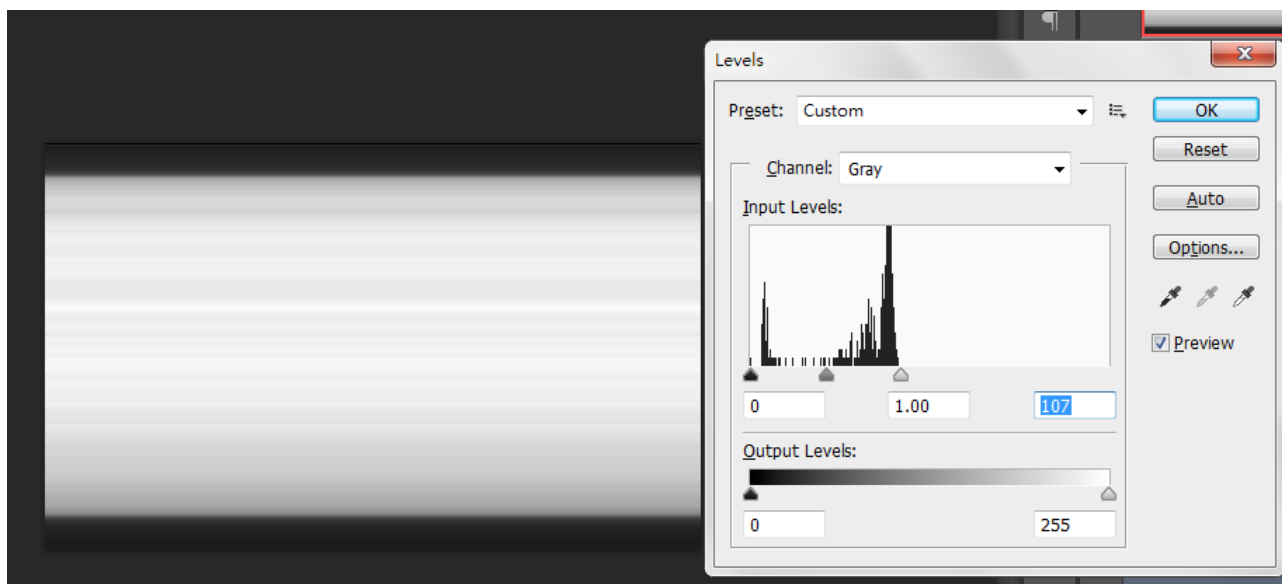 ¶
Levels
Preset: Custom
OK
Reset
Channel: Gray
Auto
Input Levels:
Options...
Preview
0 1.00 107
Output Levels:
0 255